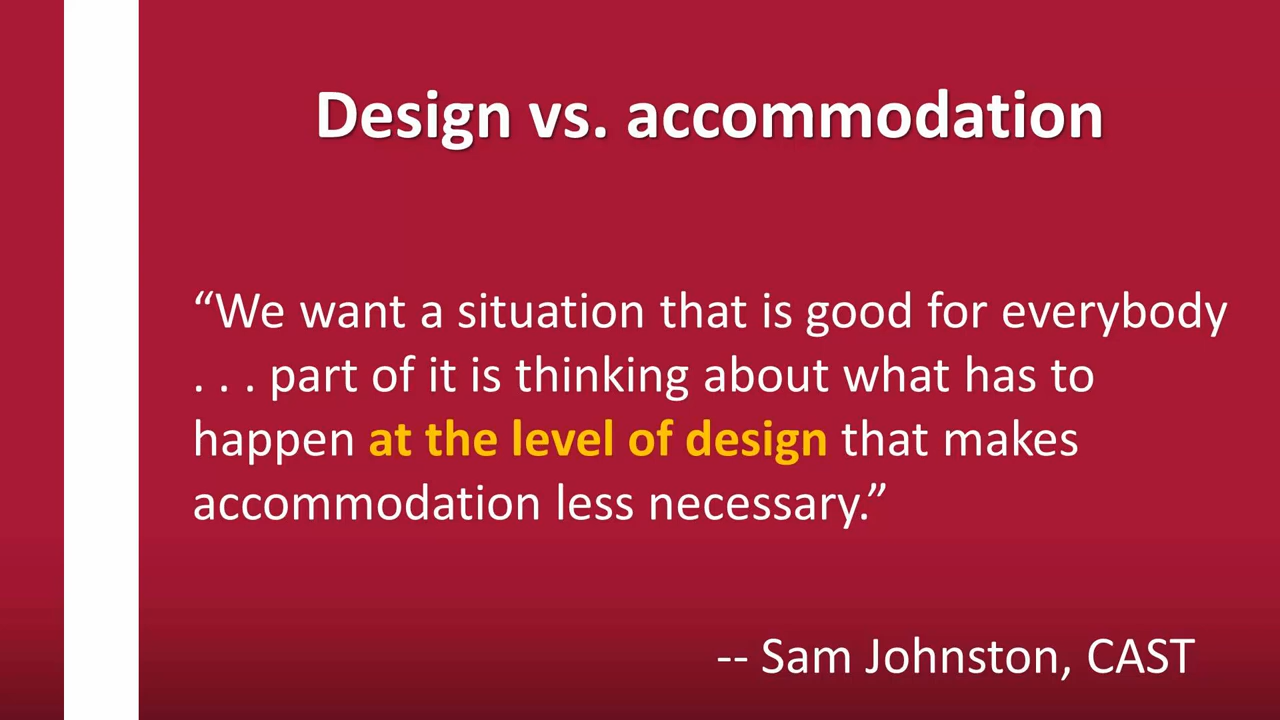 Design vs. accommodation
“We want a situation that is good for everybody
. . . part of it is thinking about what has to
happen at the level of design that makes
accommodation less necessary.”
-- Sam Johnston, CAST